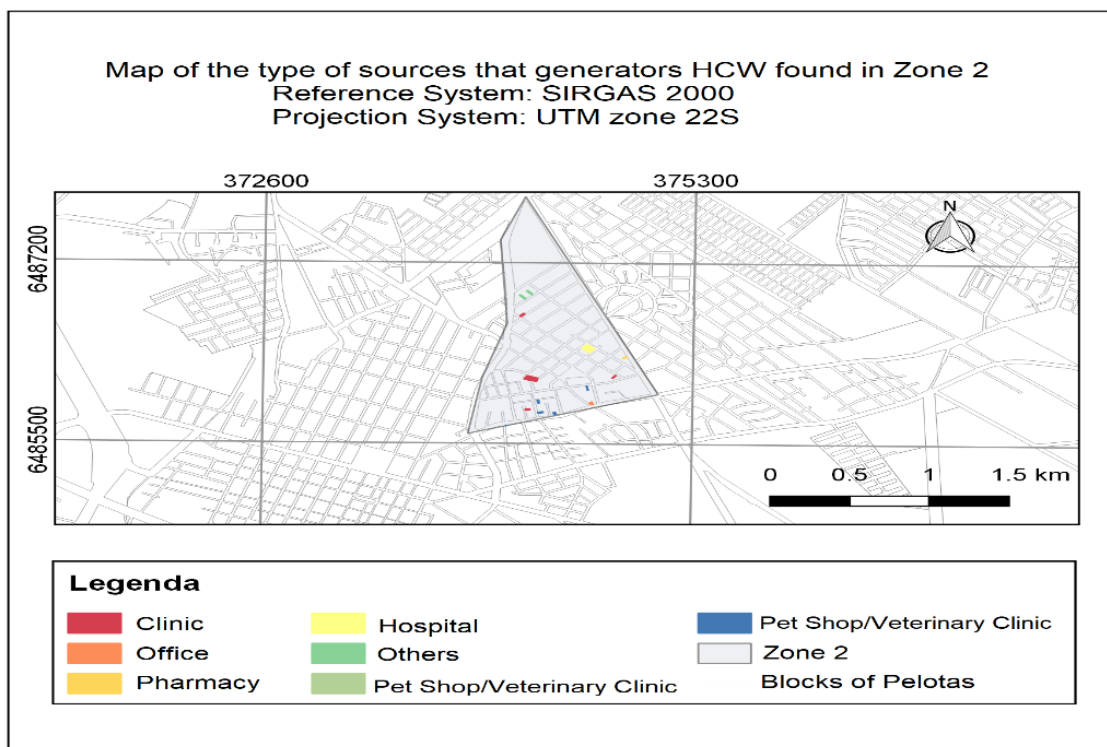 Map of the type of sources that generators HCW found in Zone 2
Reference System: SIRGAS 2000
Projection System: UTM zone 22S
372600
375300
6487200
6485500
N
0 0.5 1 1.5 km
Legenda
Clinic
Office
Pharmacy
Hospital
Others
Pet Shop/Veterinary Clinic
Pet Shop/Veterinary Clinic
Zone 2
Blocks of Pelotas